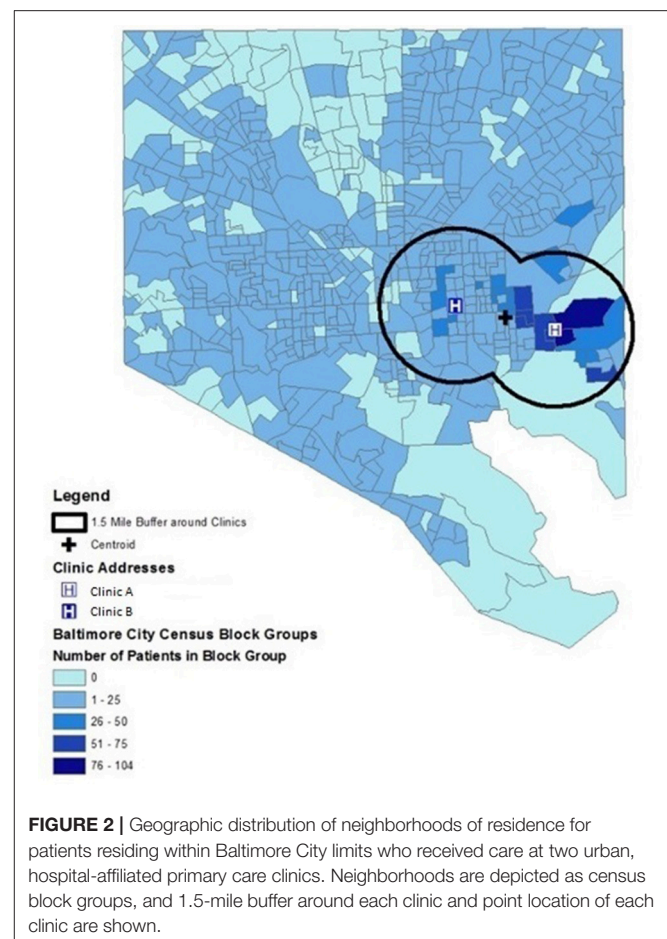 H
H
Legend
1.5 Mile Buffer around Clinics
Centroid
Clinic Addresses
H Clinic A
H Clinic B
Baltimore City Census Block Groups
Number of Patients in Block Group
0
1 - 25
26 - 50
51 - 75
76 - 104
FIGURE 2 | Geographic distribution of neighborhoods of residence for
patients residing within Baltimore City limits who received care at two urban,
hospital-affiliated primary care clinics. Neighborhoods are depicted as census
block groups, and 1.5-mile buffer around each clinic and point location of each
clinic are shown.